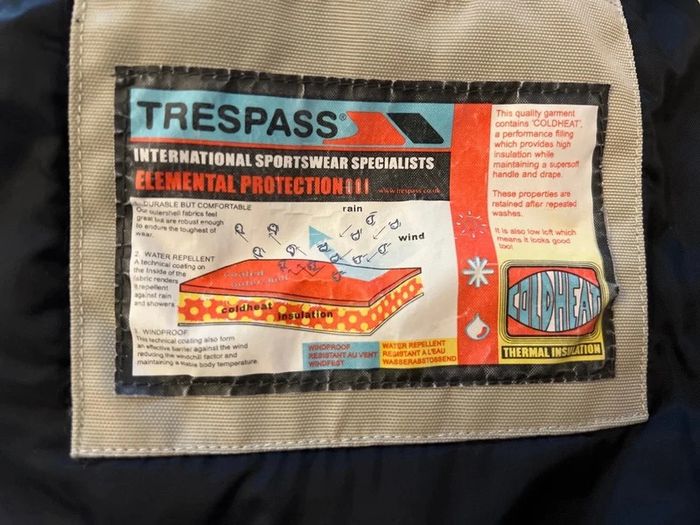 TRESPASS®
INTERNATIONAL SPORTSWEAR SPECIALISTS
ELEMENTAL PROTECTION
www.trespass.co.uk
1. DURABLE BUT COMFORTABLE
Our outershell fabrics feel
great but are robust enough
to endure the toughest of
wear.
2. WATER REPELLENT
A technical coating on
the inside of the
fabric renders
it repellent
against rain
and showers.
3. WINDPROOF
This technical coating also form
an effective barrier against the wind
reducing the windchill factor and
maintaining a stable body temperature.
rain
wind
coated
outer
coldheat insulation
WINDPROOF
RESISTANT AU VENT
WINDFEST
WATER REPELLENT
RESISTANT A L'EAU
WASSERABSTOSSEND
This quality garment
contains 'COLDHEAT',
a performance filling
which provides high
insulation while
maintaining a supersoft
handle and drape.
These properties are
retained after repeated
washes.
It is also low loft which
means it looks good
too!
COLDHEAT
THERMAL INSULATION